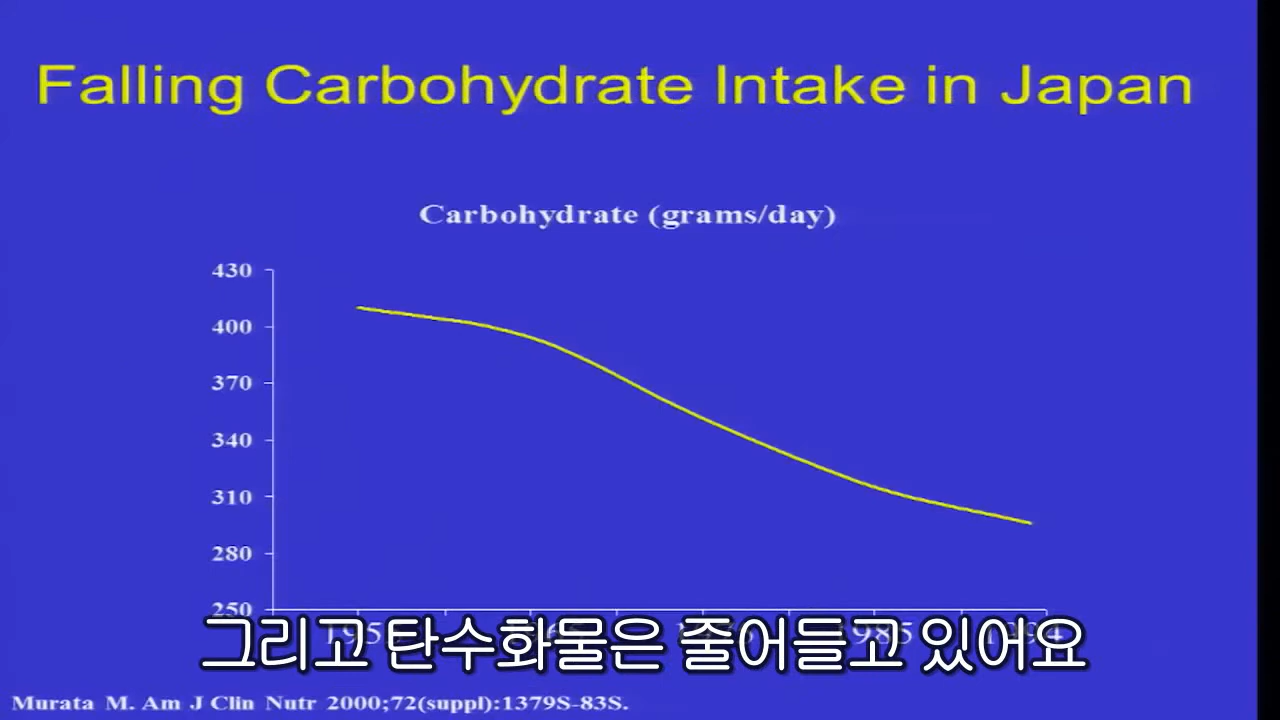 Falling Carbohydrate Intake in Japan
Carbohydrate (grams/day)
430
400
370
340
310
280
250
그리고 탄수화물은 줄어들고 있어요
Murata M. Am J Clin Nutr 2000;72(suppl):1379S-83S.